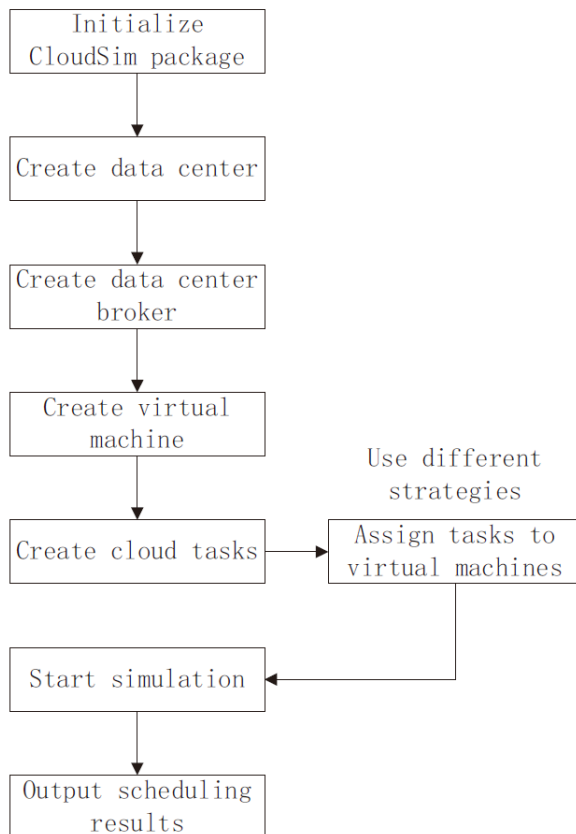 Initialize
CloudSim package
Create data center
Create data center
broker
Create virtual
machine
Create cloud tasks
Use different
strategies
Assign tasks to
virtual machines
Start simulation
Output scheduling
results